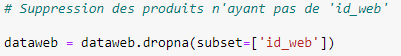 # Suppression des produits n'ayant pas de 'id_web'
dataweb = dataweb.dropna(subset=['id_web'])